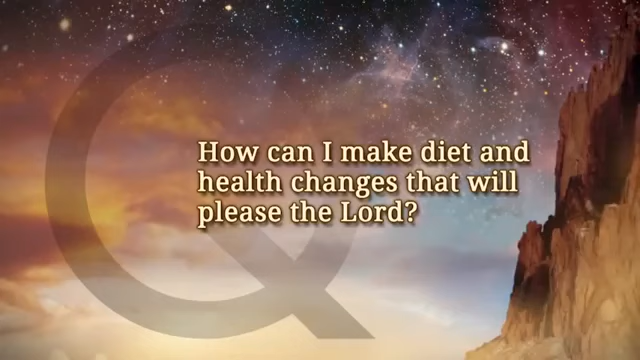 Q
How can I make diet and
health changes that will
please the Lord?